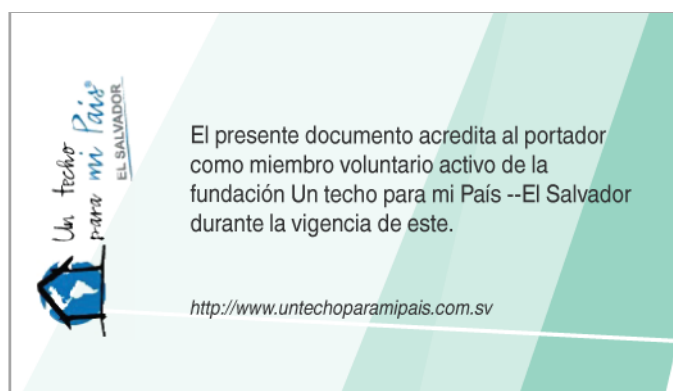 Un techo
para mi País®
EL SALVADOR
El presente documento acredita al portador
como miembro voluntario activo de la
fundación Un techo para mi País --El Salvador
durante la vigencia de este.
http://www.untechoparamipais.com.sv